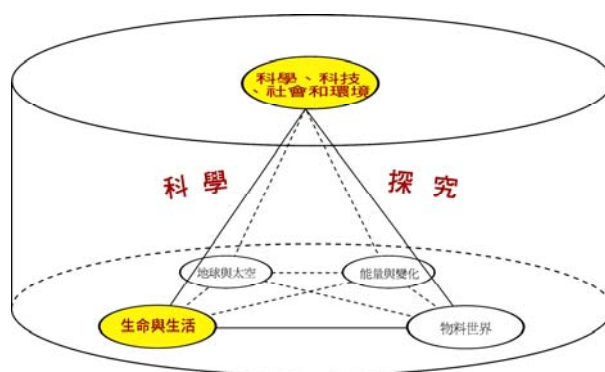 科學、科技
、社會和環境
科學 探究
地球與太空
能量與變化
生命與生活
物料世界